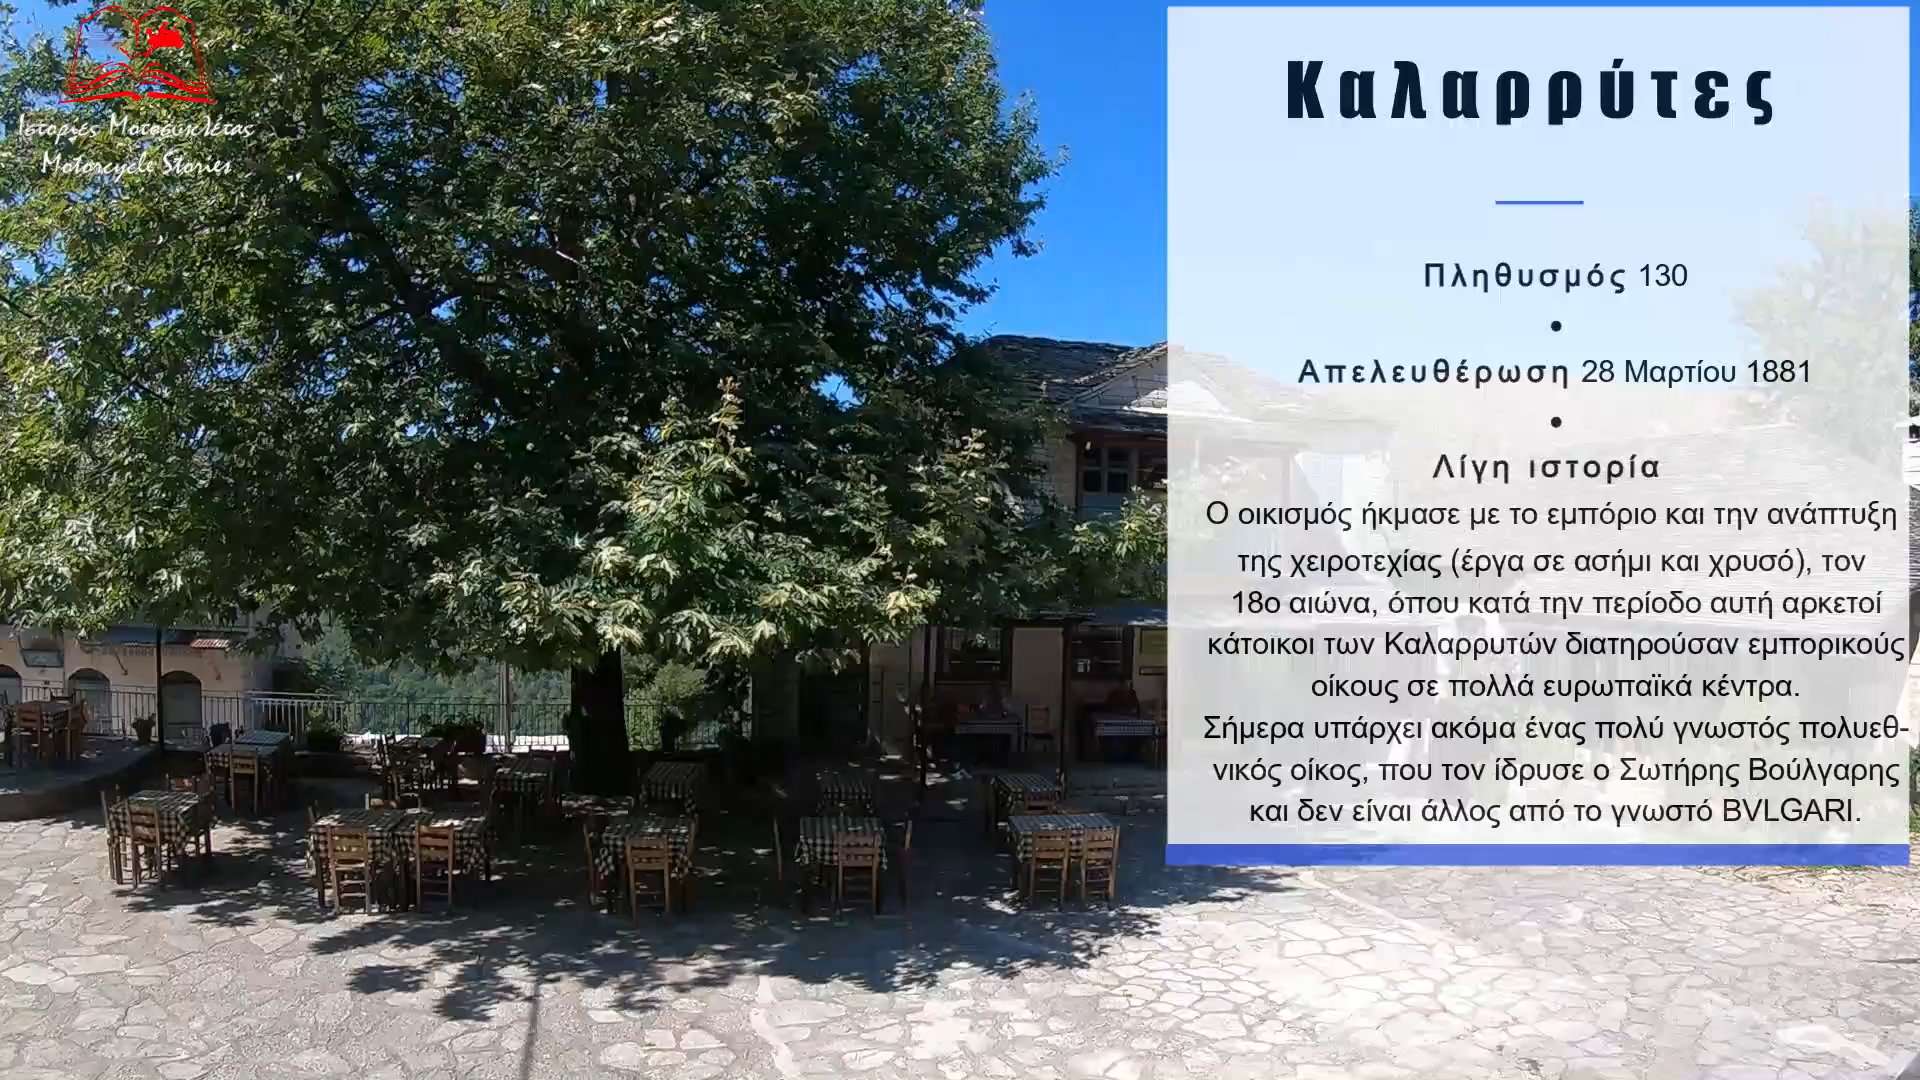 Ιστορίες Μοτοσικλέτας
Motorcycle Stories
Καλαρρύτες
Πληθυσμός 130
•
Απελευθέρωση 28 Μαρτίου 1881
•
Λίγη ιστορία
Ο οικισμός ήκμασε με το εμπόριο και την ανάπτυξη
της χειροτεχίας (έργα σε ασήμι και χρυσό), τον
18ο αιώνα, όπου κατά την περίοδο αυτή αρκετοί
κάτοικοι των Καλαρρυτών διατηρούσαν εμπορικούς
οίκους σε πολλά ευρωπαϊκά κέντρα.
Σήμερα υπάρχει ακόμα ένας πολύ γνωστός πολυεθ-
νικός οίκος, που τον ίδρυσε ο Σωτήρης Βούλγαρης
και δεν είναι άλλος από το γνωστό BVLGARI.